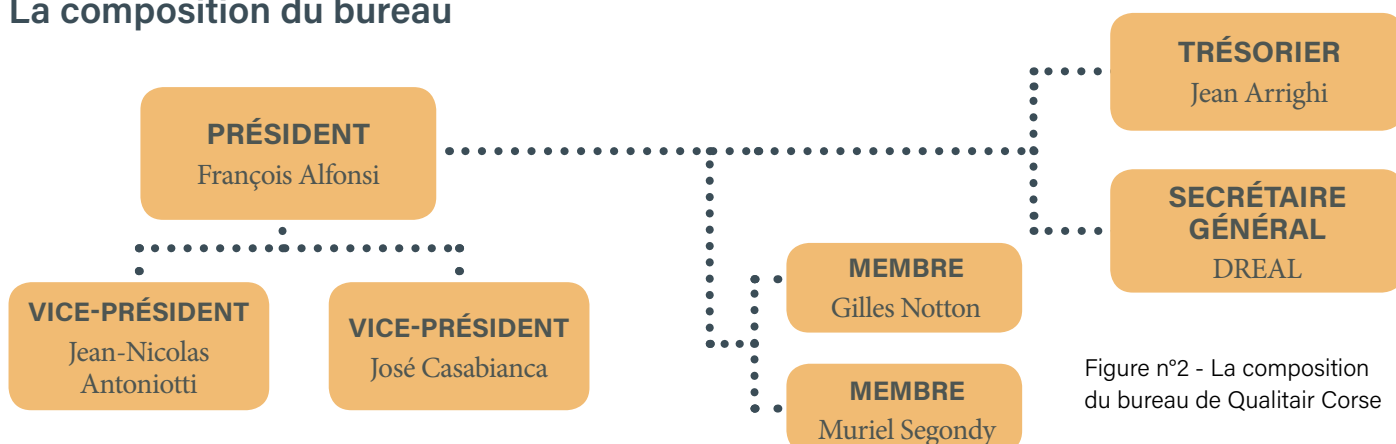 La composition du bureau
PRÉSIDENT
François Alfonsi
TRÉSORIER
Jean Arrighi
SECRÉTAIRE
GÉNÉRAL
DREAL
VICE-PRÉSIDENT
Jean-Nicolas
Antoniotti
VICE-PRÉSIDENT
José Casabianca
MEMBRE
Gilles Notton
MEMBRE
Muriel Segondy
Figure n°2 - La composition
du bureau de Qualitair Corse